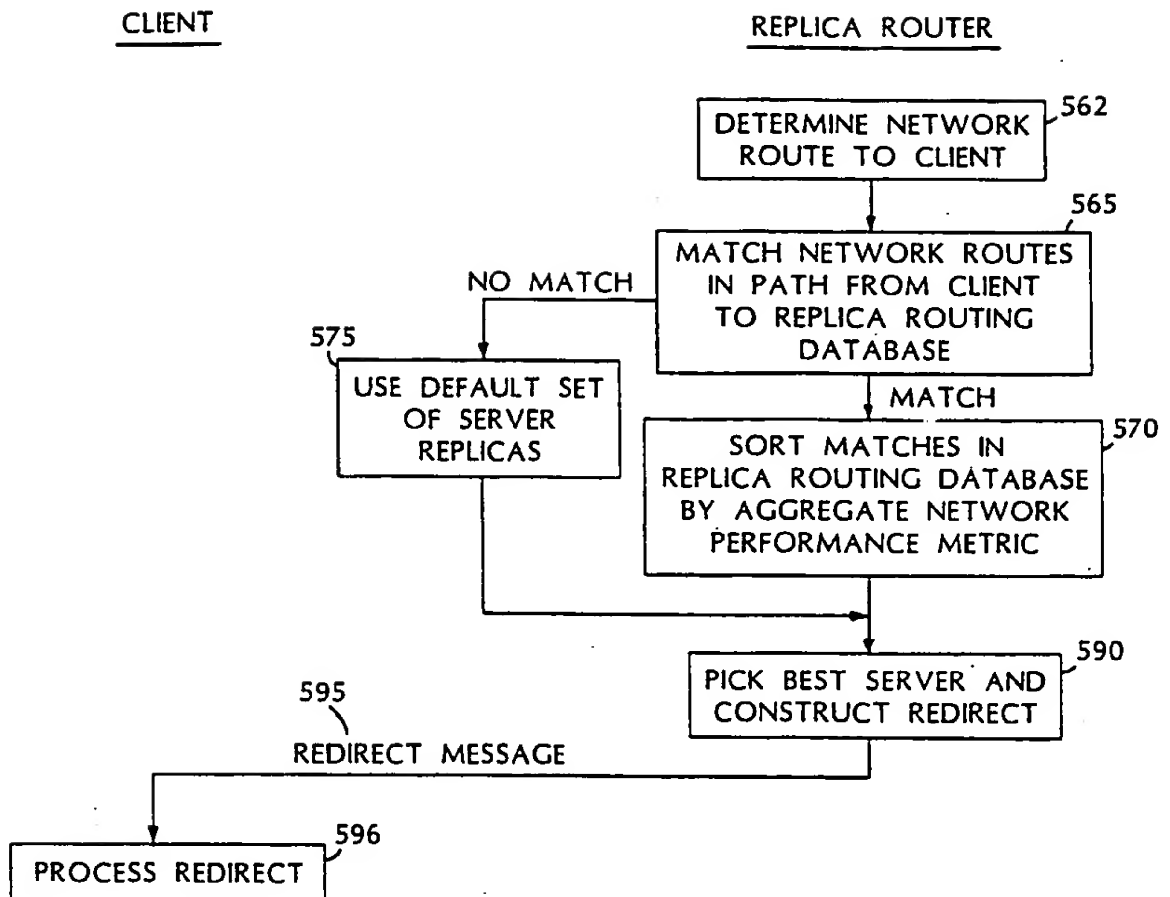 CLIENT
REPLICA ROUTER
562
DETERMINE NETWORK
ROUTE TO CLIENT
565
MATCH NETWORK ROUTES
IN PATH FROM CLIENT
TO REPLICA ROUTING
DATABASE
NO MATCH
575
USE DEFAULT SET
OF SERVER
REPLICAS
MATCH
570
SORT MATCHES IN
REPLICA ROUTING DATABASE
BY AGGREGATE NETWORK
PERFORMANCE METRIC
590
PICK BEST SERVER AND
CONSTRUCT REDIRECT
595
REDIRECT MESSAGE
596
PROCESS REDIRECT